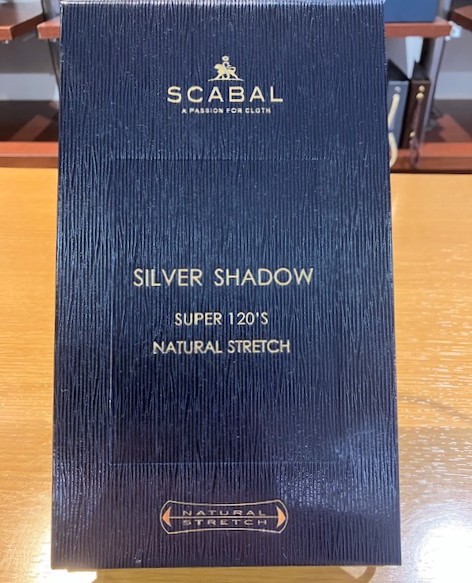 SCABAL
A PASSION FOR CLOTH
SILVER SHADOW
SUPER 120'S
NATURAL STRETCH
NATURAL
STRETCH